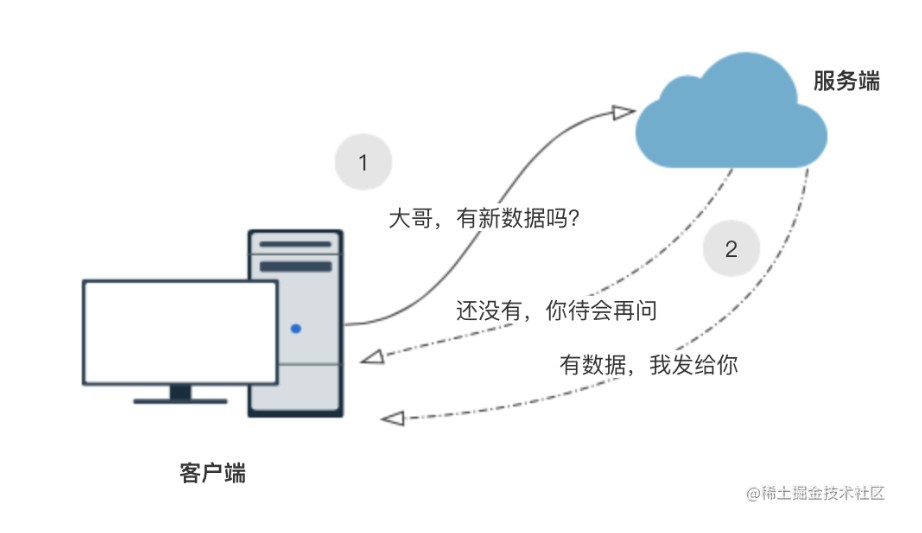 服务端
1
大哥，有新数据吗?
2
还没有，你待会再问
有数据，我发给你
客户端
@稀土掘金技术社区